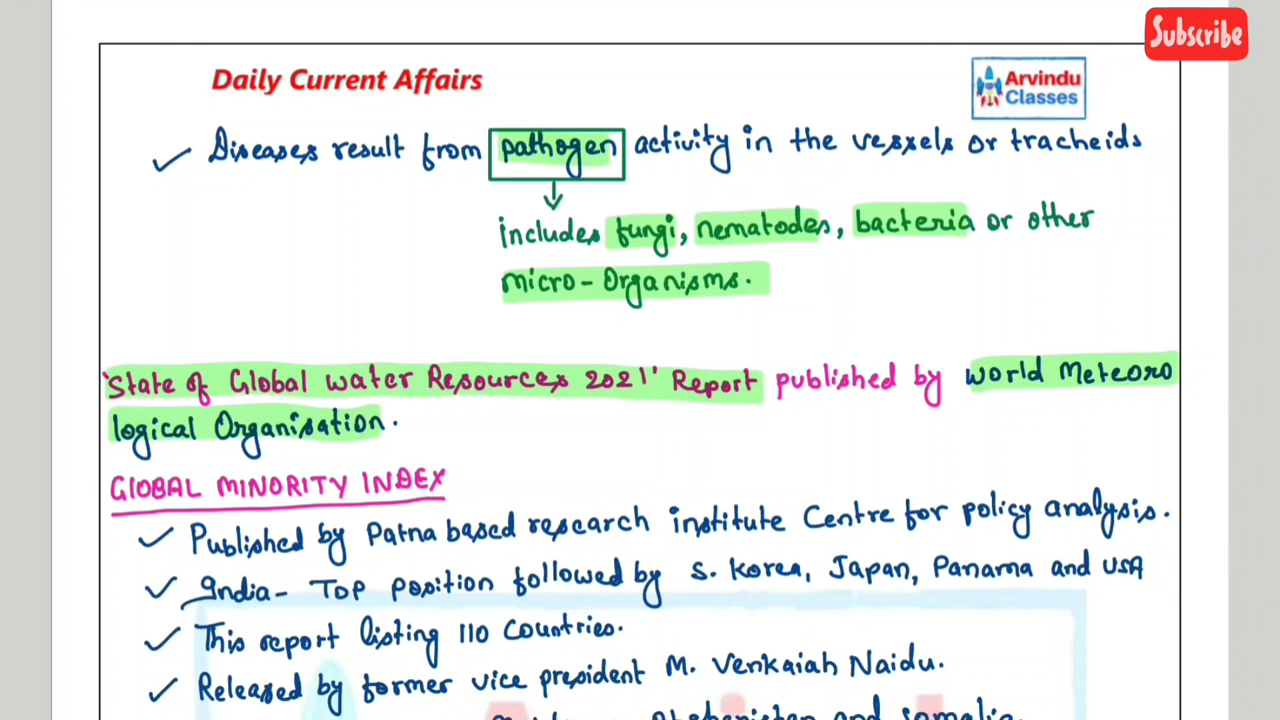 Subscribe
Daily Current Affairs
Arvindu
Classes
Diseases result from pathogen activity in the vessels or tracheids
includes fungi, nematodes, bacteria or other
micro-Organisms.
'State of Global water Resources 2021' Report published by world Meteoro
logical Organisation.
GLOBAL MINORITY INDEX
Published by Patna based research institute Centre for policy analysis.
India- Top position followed by S. Korea, Japan, Panama and USA
This report listing 110 Countries.
Released by former vice president M. Venkaiah Naidu.
Afghanistan and Somalia.